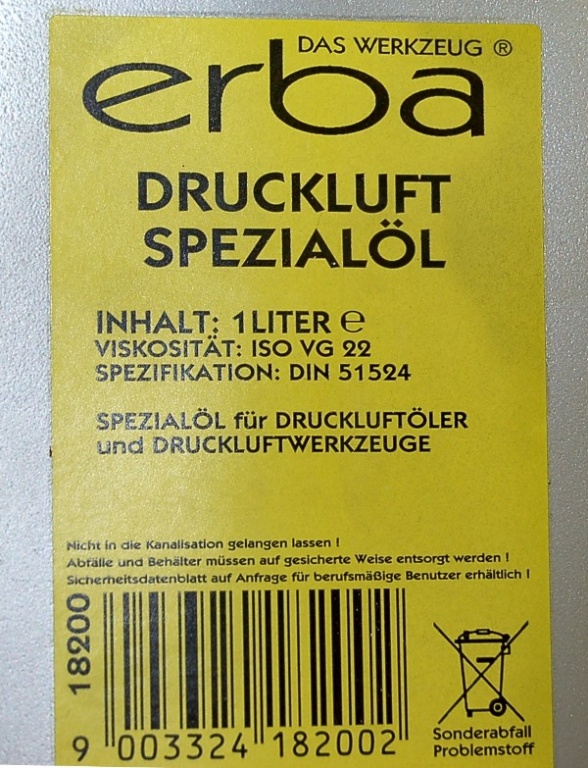 DAS WERKZEUG ®
erba
DRUCKLUFT
SPEZIALÖL
INHALT: 1 LITER ℮
VISKOSITÄT: ISO VG 22
SPEZIFIKATION: DIN 51524
SPEZIALÖL für DRUCKLUFTÖLER
und DRUCKLUFTWERKZEUGE
Nicht in die Kanalisation gelangen lassen !
Abfälle und Behälter müssen auf gesicherte Weise entsorgt werden !
Sicherheitsdatenblatt auf Anfrage für berufsmäßige Benutzer erhältlich !
18200
9 003324 182002
Sonderabfall
Problemstoff